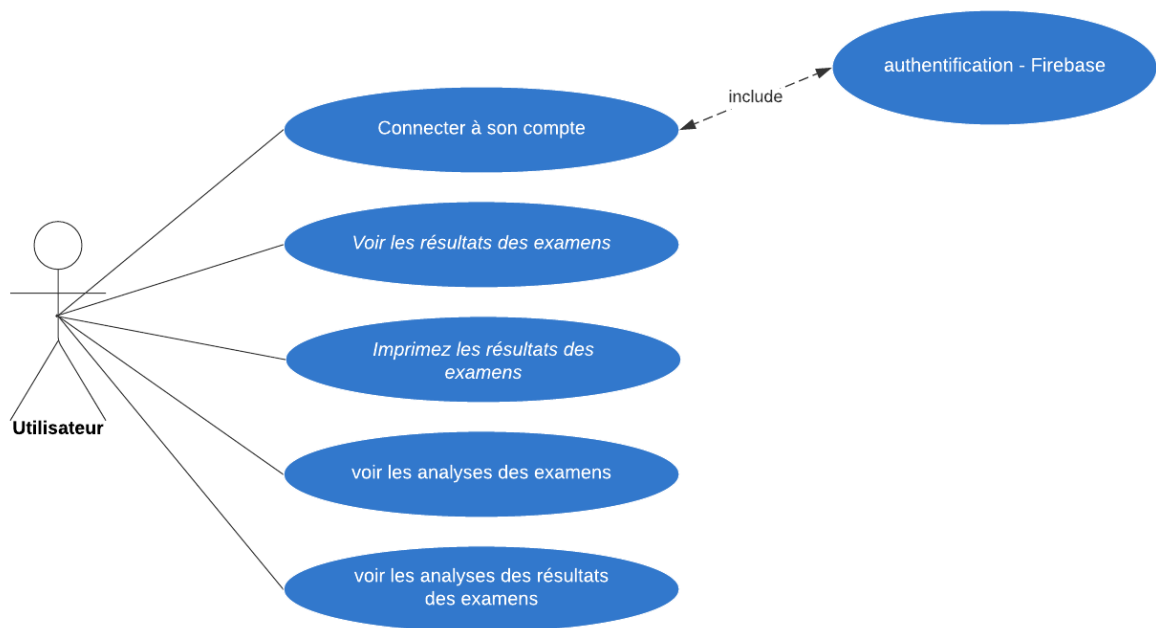 authentification - Firebase
include
Connecter à son compte
Voir les résultats des examens
Imprimez les résultats des
examens
Utilisateur
voir les analyses des examens
voir les analyses des résultats
des examens